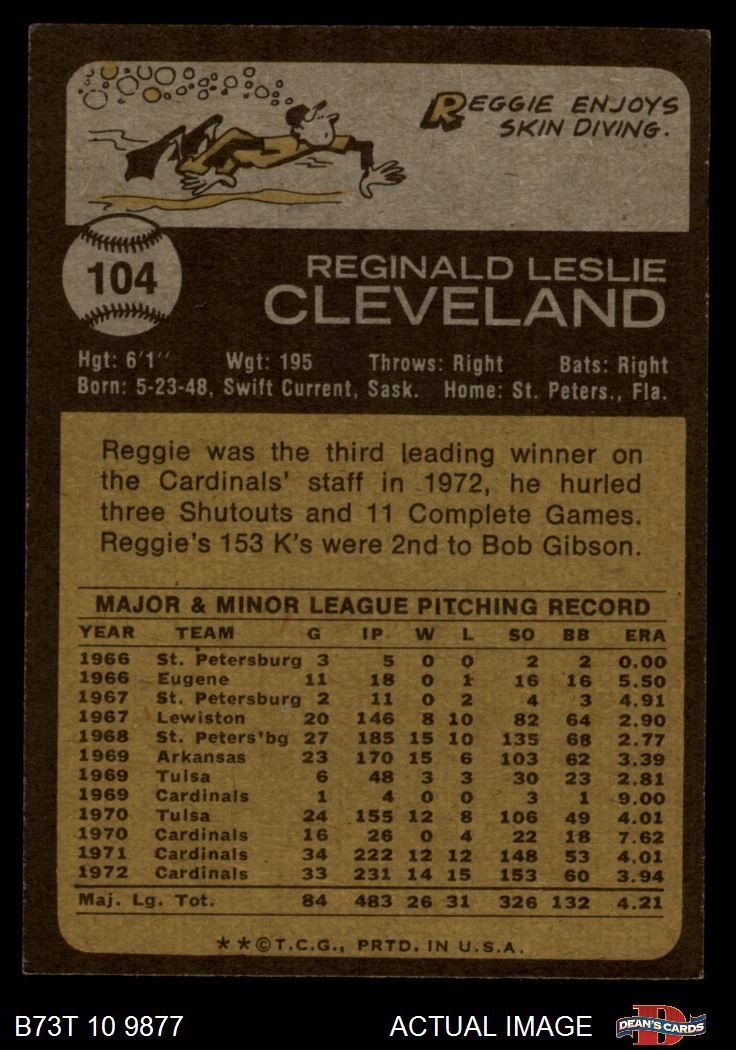 REGGIE ENJOYS
SKIN DIVING.
104
REGINALD LESLIE
CLEVELAND
Hgt: 6'1" Wgt: 195 Throws: Right Bats: Right
Born: 5-23-48, Swift Current, Sask. Home: St. Peters., Fla.
Reggie was the third leading winner on
the Cardinals' staff in 1972, he hurled
three Shutouts and 11 Complete Games.
Reggie's 153 K's were 2nd to Bob Gibson.
MAJOR & MINOR LEAGUE PITCHING RECORD
YEAR TEAM G IP W L SO BB ERA
1966 St. Petersburg 3 5 0 0 2 2 0.00
1966 Eugene 11 18 0 1 16 16 5.50
1967 St. Petersburg 2 11 0 2 4 3 4.91
1967 Lewiston 20 146 8 10 82 64 2.90
1968 St. Peters'bg 27 185 15 10 135 68 2.77
1969 Arkansas 23 170 15 6 103 62 3.39
1969 Tulsa 6 48 3 3 30 23 2.81
1969 Cardinals 1 4 0 0 3 1 9.00
1970 Tulsa 24 155 12 8 106 49 4.01
1970 Cardinals 16 26 0 4 22 18 7.62
1971 Cardinals 34 222 12 12 148 53 4.01
1972 Cardinals 33 231 14 15 153 60 3.94
Maj. Lg. Tot. 84 483 26 31 326 132 4.21
★★©T.C.G., PRTD. IN U.S.A.
B73T 10 9877 ACTUAL IMAGE
D
DEAN'S CARDS